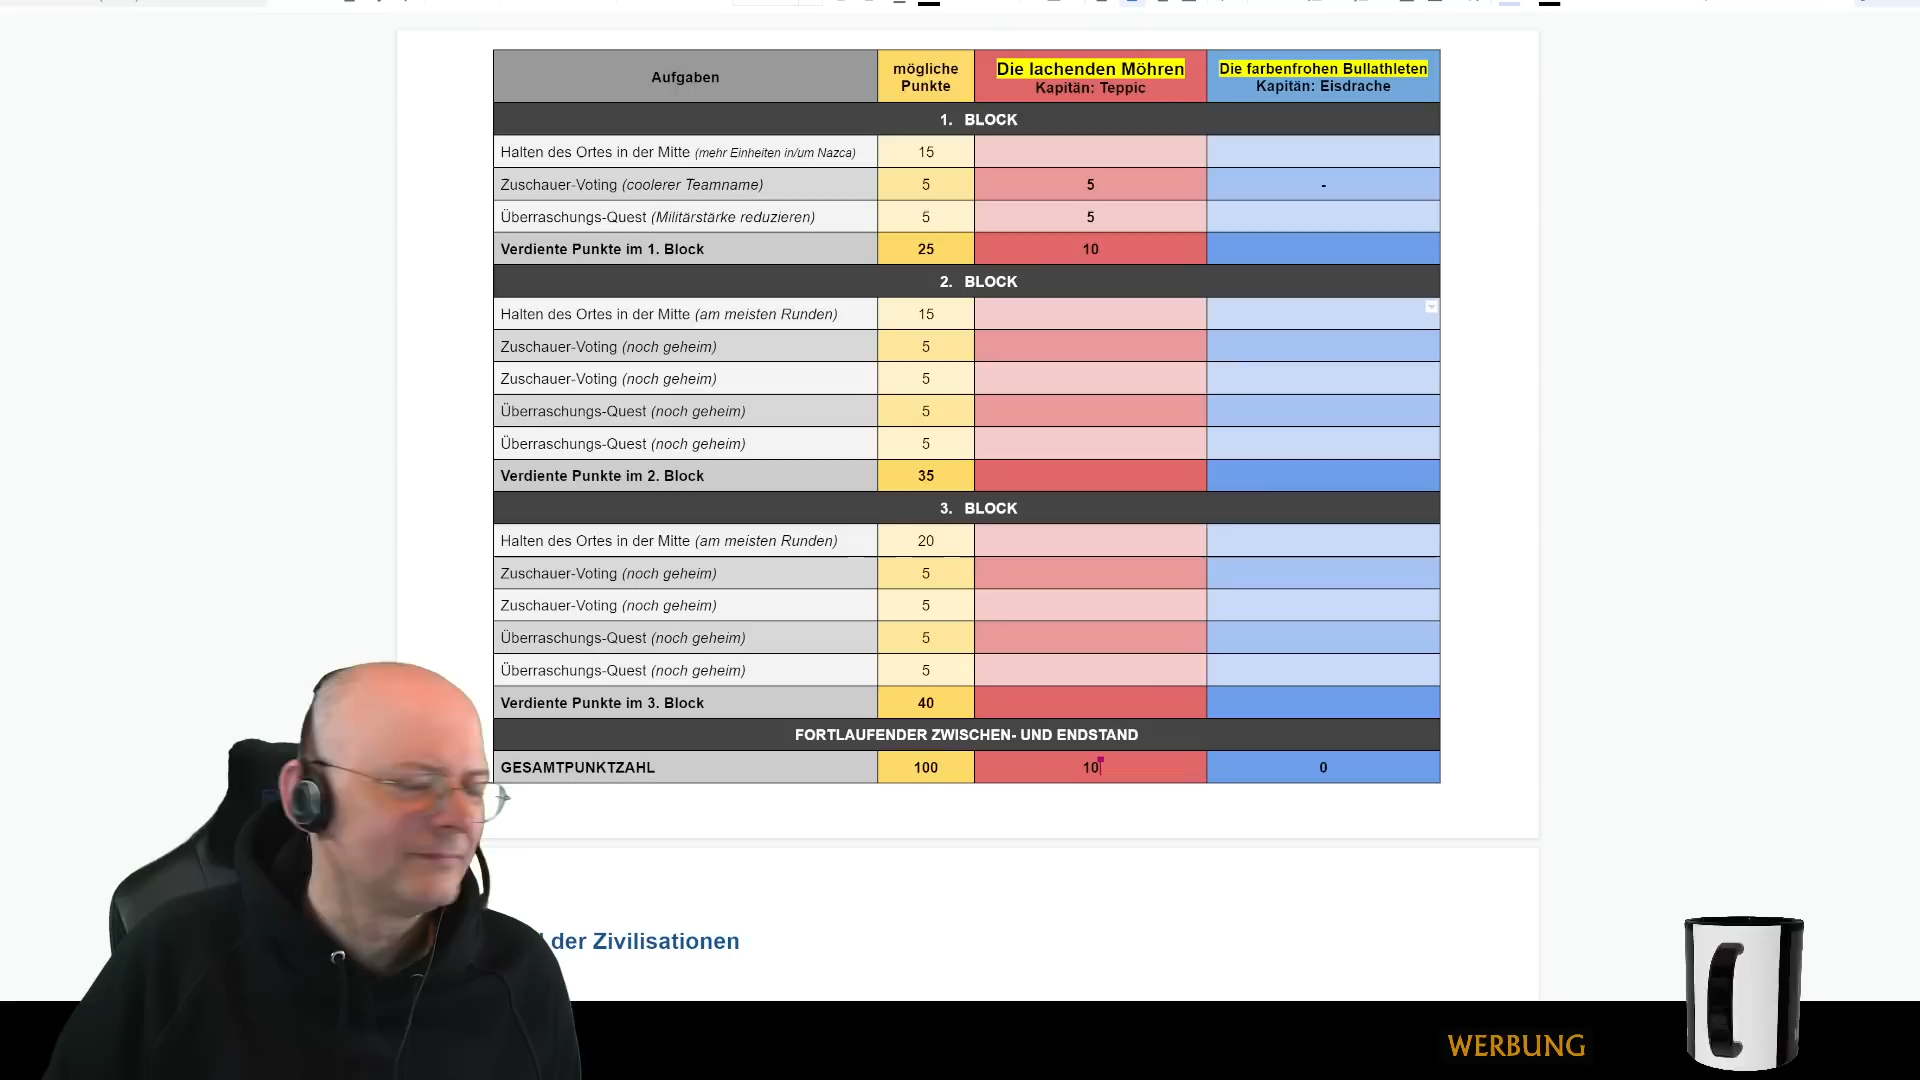 Aufgaben
mögliche Punkte
Die lachenden Möhren
Kapitän: Teppic
Die farbenfrohen Bullathleten
Kapitän: Eisdrache
1. BLOCK
Halten des Ortes in der Mitte (mehr Einheiten in/um Nazca) 15
Zuschauer-Voting (coolerer Teamname) 5 5 -
Überraschungs-Quest (Militärstärke reduzieren) 5 5
Verdiente Punkte im 1. Block 25 10
2. BLOCK
Halten des Ortes in der Mitte (am meisten Runden) 15
Zuschauer-Voting (noch geheim) 5
Zuschauer-Voting (noch geheim) 5
Überraschungs-Quest (noch geheim) 5
Überraschungs-Quest (noch geheim) 5
Verdiente Punkte im 2. Block 35
3. BLOCK
Halten des Ortes in der Mitte (am meisten Runden) 20
Zuschauer-Voting (noch geheim) 5
Zuschauer-Voting (noch geheim) 5
Überraschungs-Quest (noch geheim) 5
Überraschungs-Quest (noch geheim) 5
Verdiente Punkte im 3. Block 40
FORTLAUFENDER ZWISCHEN- UND ENDSTAND
GESAMTPUNKTZAHL 100 10 0
der Zivilisationen
WERBUNG